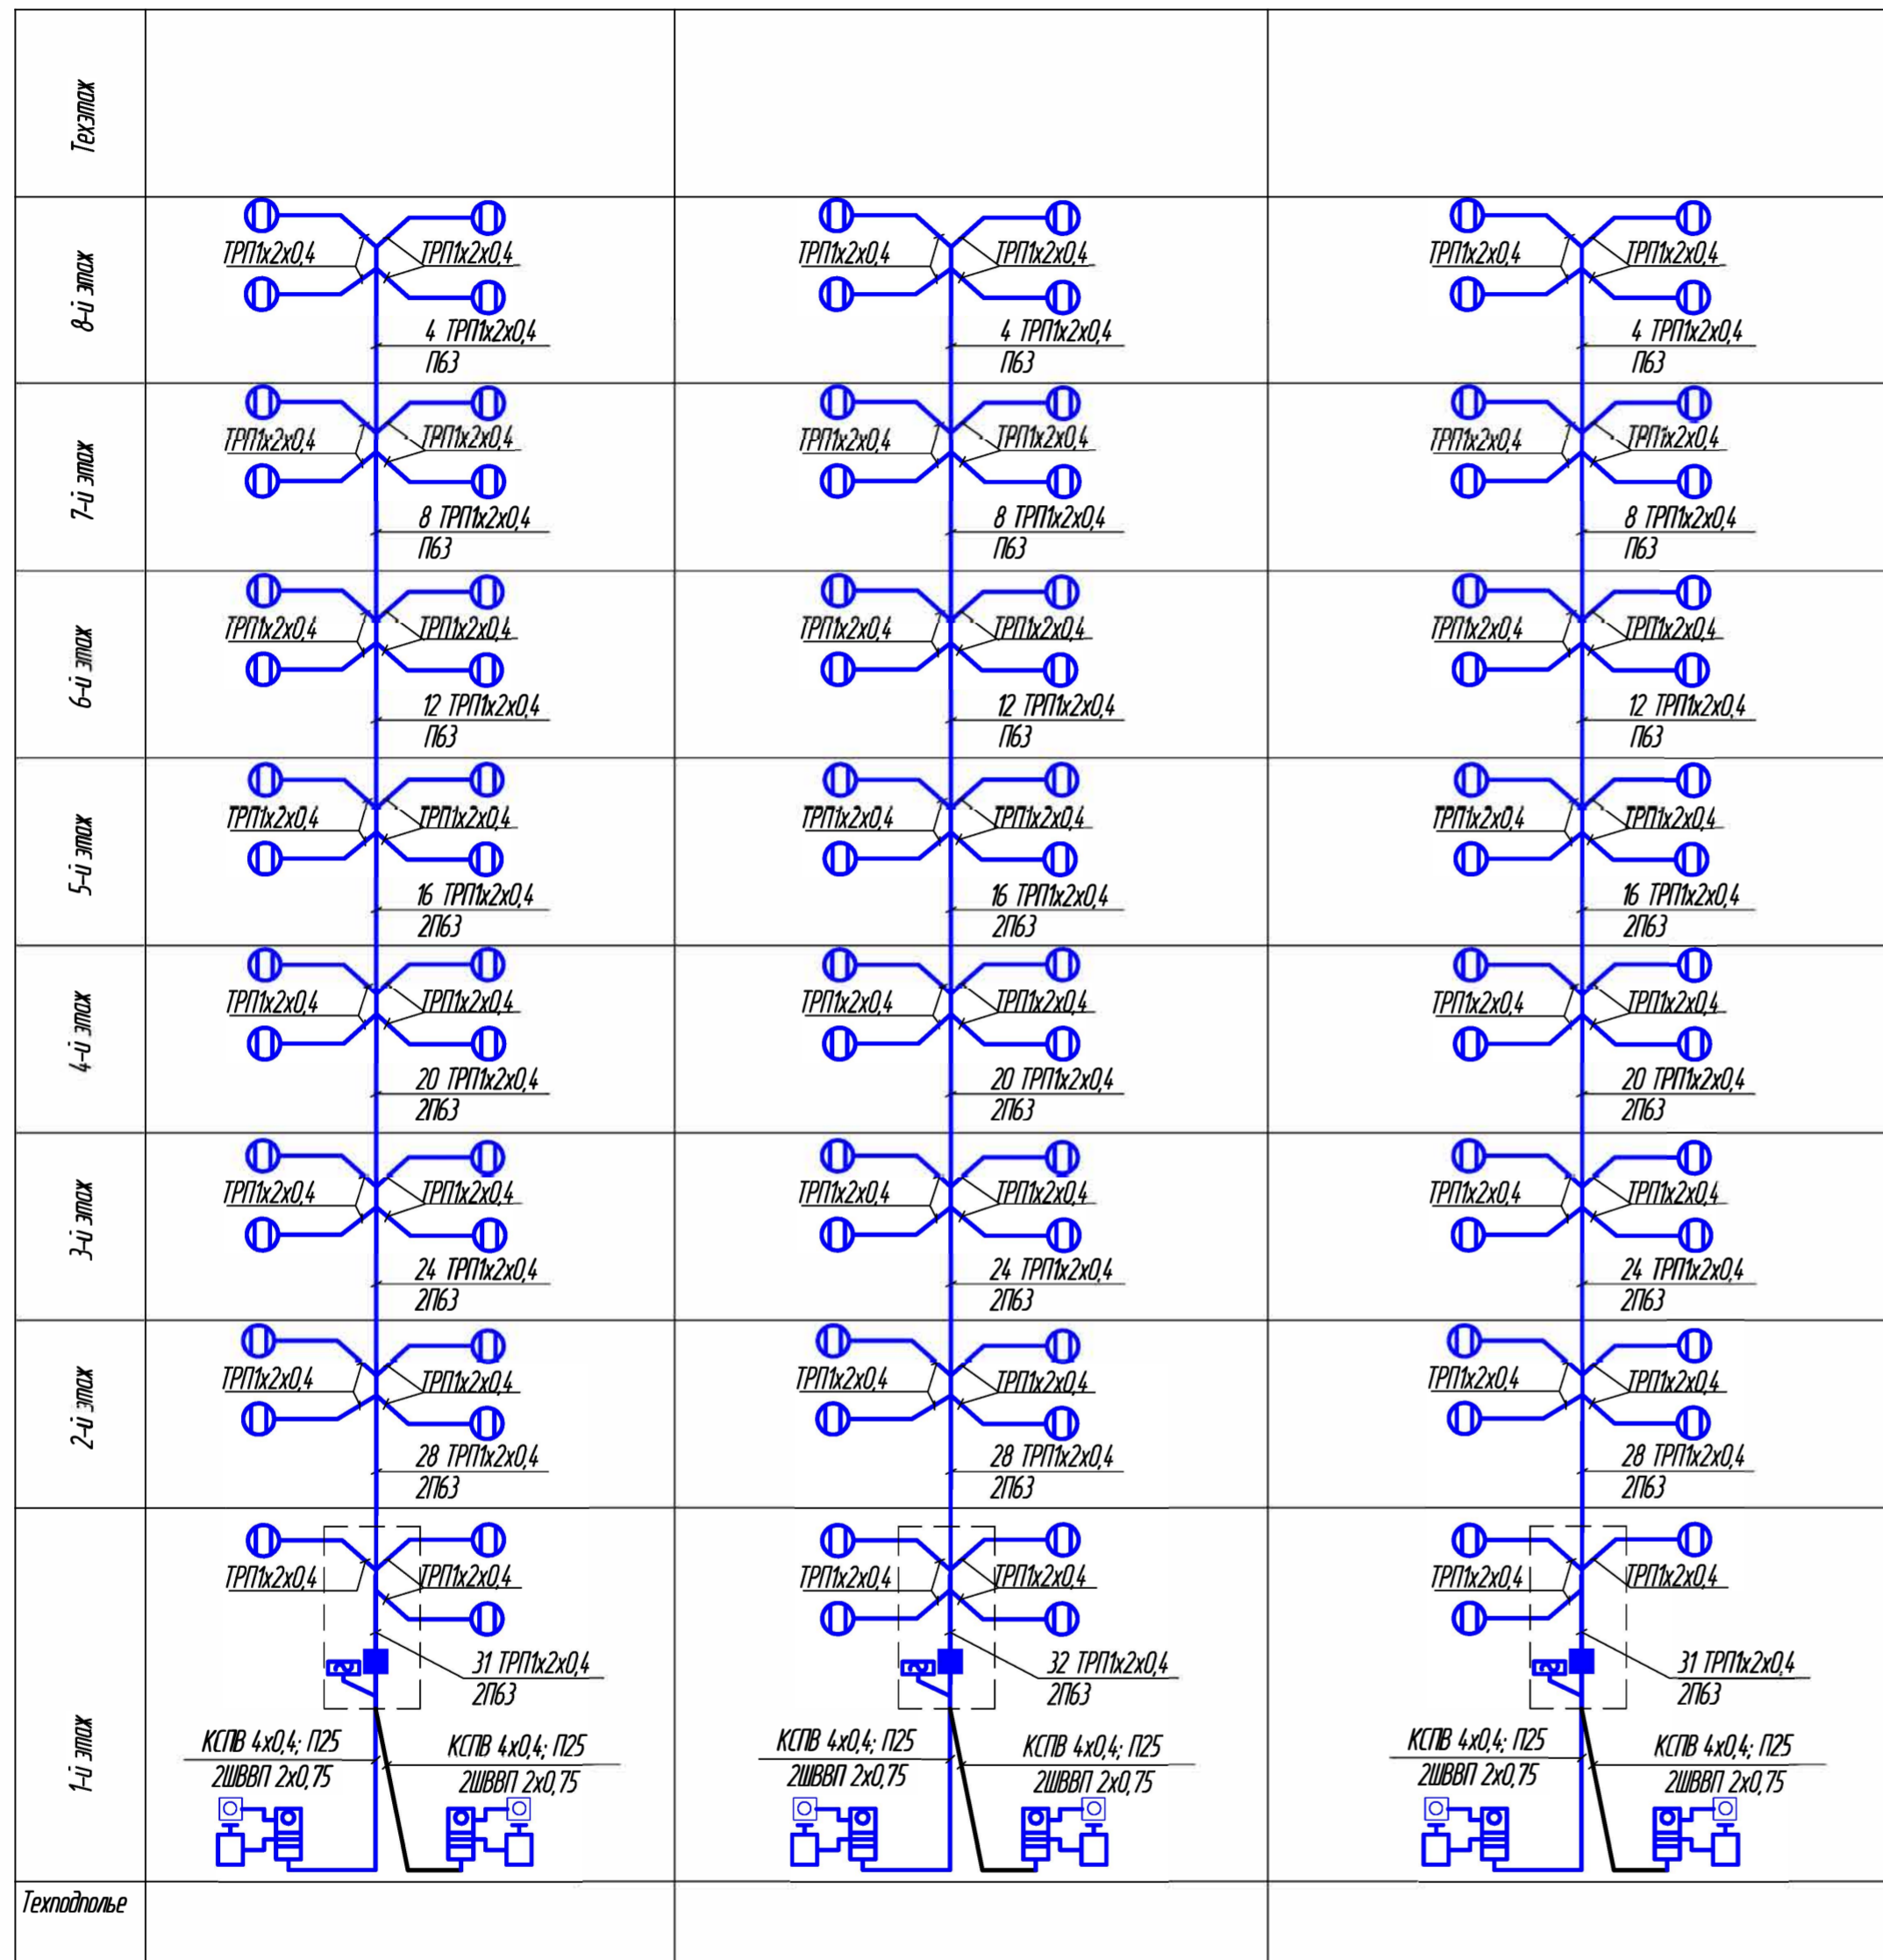 Техэтаж
8-й этаж
ТРП1х2х0,4 ТРП1х2х0,4 ТРП1х2х0,4 ТРП1х2х0,4 ТРП1х2х0,4 ТРП1х2х0,4
4 ТРП1х2х0,4 4 ТРП1х2х0,4 4 ТРП1х2х0,4
П63 П63 П63
7-й этаж
ТРП1х2х0,4 ТРП1х2х0,4 ТРП1х2х0,4 ТРП1х2х0,4 ТРП1х2х0,4 ТРП1х2х0,4
8 ТРП1х2х0,4 8 ТРП1х2х0,4 8 ТРП1х2х0,4
П63 П63 П63
6-й этаж
ТРП1х2х0,4 ТРП1х2х0,4 ТРП1х2х0,4 ТРП1х2х0,4 ТРП1х2х0,4 ТРП1х2х0,4
12 ТРП1х2х0,4 12 ТРП1х2х0,4 12 ТРП1х2х0,4
П63 П63 П63
5-й этаж
ТРП1х2х0,4 ТРП1х2х0,4 ТРП1х2х0,4 ТРП1х2х0,4 ТРП1х2х0,4 ТРП1х2х0,4
16 ТРП1х2х0,4 16 ТРП1х2х0,4 16 ТРП1х2х0,4
2П63 2П63 2П63
4-й этаж
ТРП1х2х0,4 ТРП1х2х0,4 ТРП1х2х0,4 ТРП1х2х0,4 ТРП1х2х0,4 ТРП1х2х0,4
20 ТРП1х2х0,4 20 ТРП1х2х0,4 20 ТРП1х2х0,4
2П63 2П63 2П63
3-й этаж
ТРП1х2х0,4 ТРП1х2х0,4 ТРП1х2х0,4 ТРП1х2х0,4 ТРП1х2х0,4 ТРП1х2х0,4
24 ТРП1х2х0,4 24 ТРП1х2х0,4 24 ТРП1х2х0,4
2П63 2П63 2П63
2-й этаж
ТРП1х2х0,4 ТРП1х2х0,4 ТРП1х2х0,4 ТРП1х2х0,4 ТРП1х2х0,4 ТРП1х2х0,4
28 ТРП1х2х0,4 28 ТРП1х2х0,4 28 ТРП1х2х0,4
2П63 2П63 2П63
1-й этаж
ТРП1х2х0,4 ТРП1х2х0,4 ТРП1х2х0,4 ТРП1х2х0,4 ТРП1х2х0,4 ТРП1х2х0,4
31 ТРП1х2х0,4 32 ТРП1х2х0,4 31 ТРП1х2х0,4
2П63 2П63 2П63
КСПВ 4х0,4; П25 КСПВ 4х0,4; П25 КСПВ 4х0,4; П25 КСПВ 4х0,4; П25 КСПВ 4х0,4; П25 КСПВ 4х0,4; П25
2ШВВП 2х0,75 2ШВВП 2х0,75 2ШВВП 2х0,75 2ШВВП 2х0,75 2ШВВП 2х0,75 2ШВВП 2х0,75
Техподполье